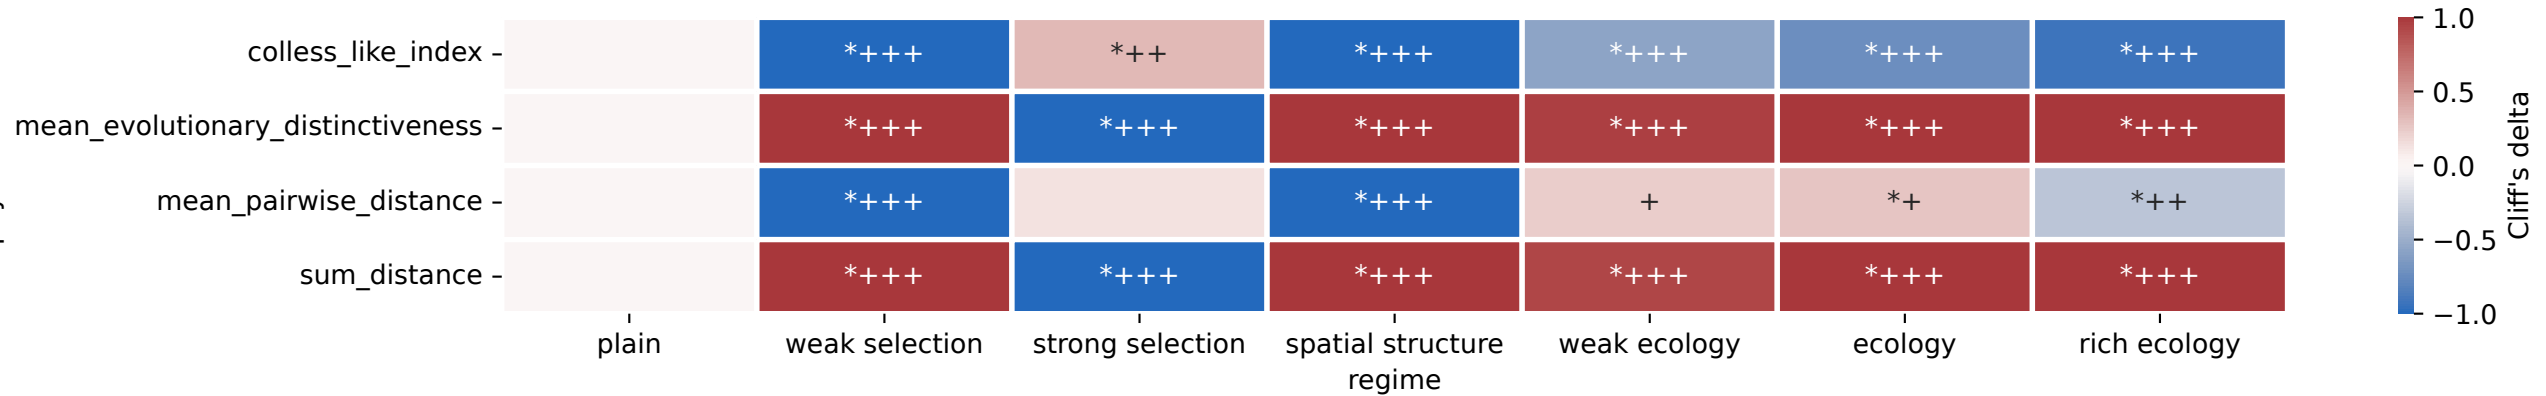 colless_like_index *+++ *++ *+++ *+++ *+++ *+++
mean_evolutionary_distinctiveness *+++ *+++ *+++ *+++ *+++ *+++
mean_pairwise_distance *+++ *+++ + *+ *++
sum_distance *+++ *+++ *+++ *+++ *+++ *+++
plain weak selection strong selection spatial structure weak ecology ecology rich ecology
regime
1.0
0.5
0.0
−0.5
−1.0
Cliff's delta